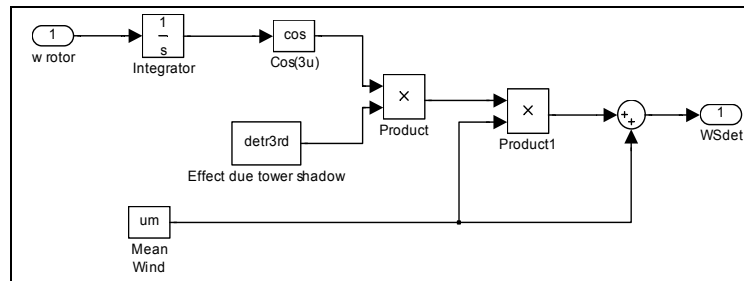 1
w rotor
1
s
Integrator
cos
Cos(3u)
×
Product
×
Product1
+
+
1
WSdet
detr3rd
Effect due tower shadow
um
Mean
Wind